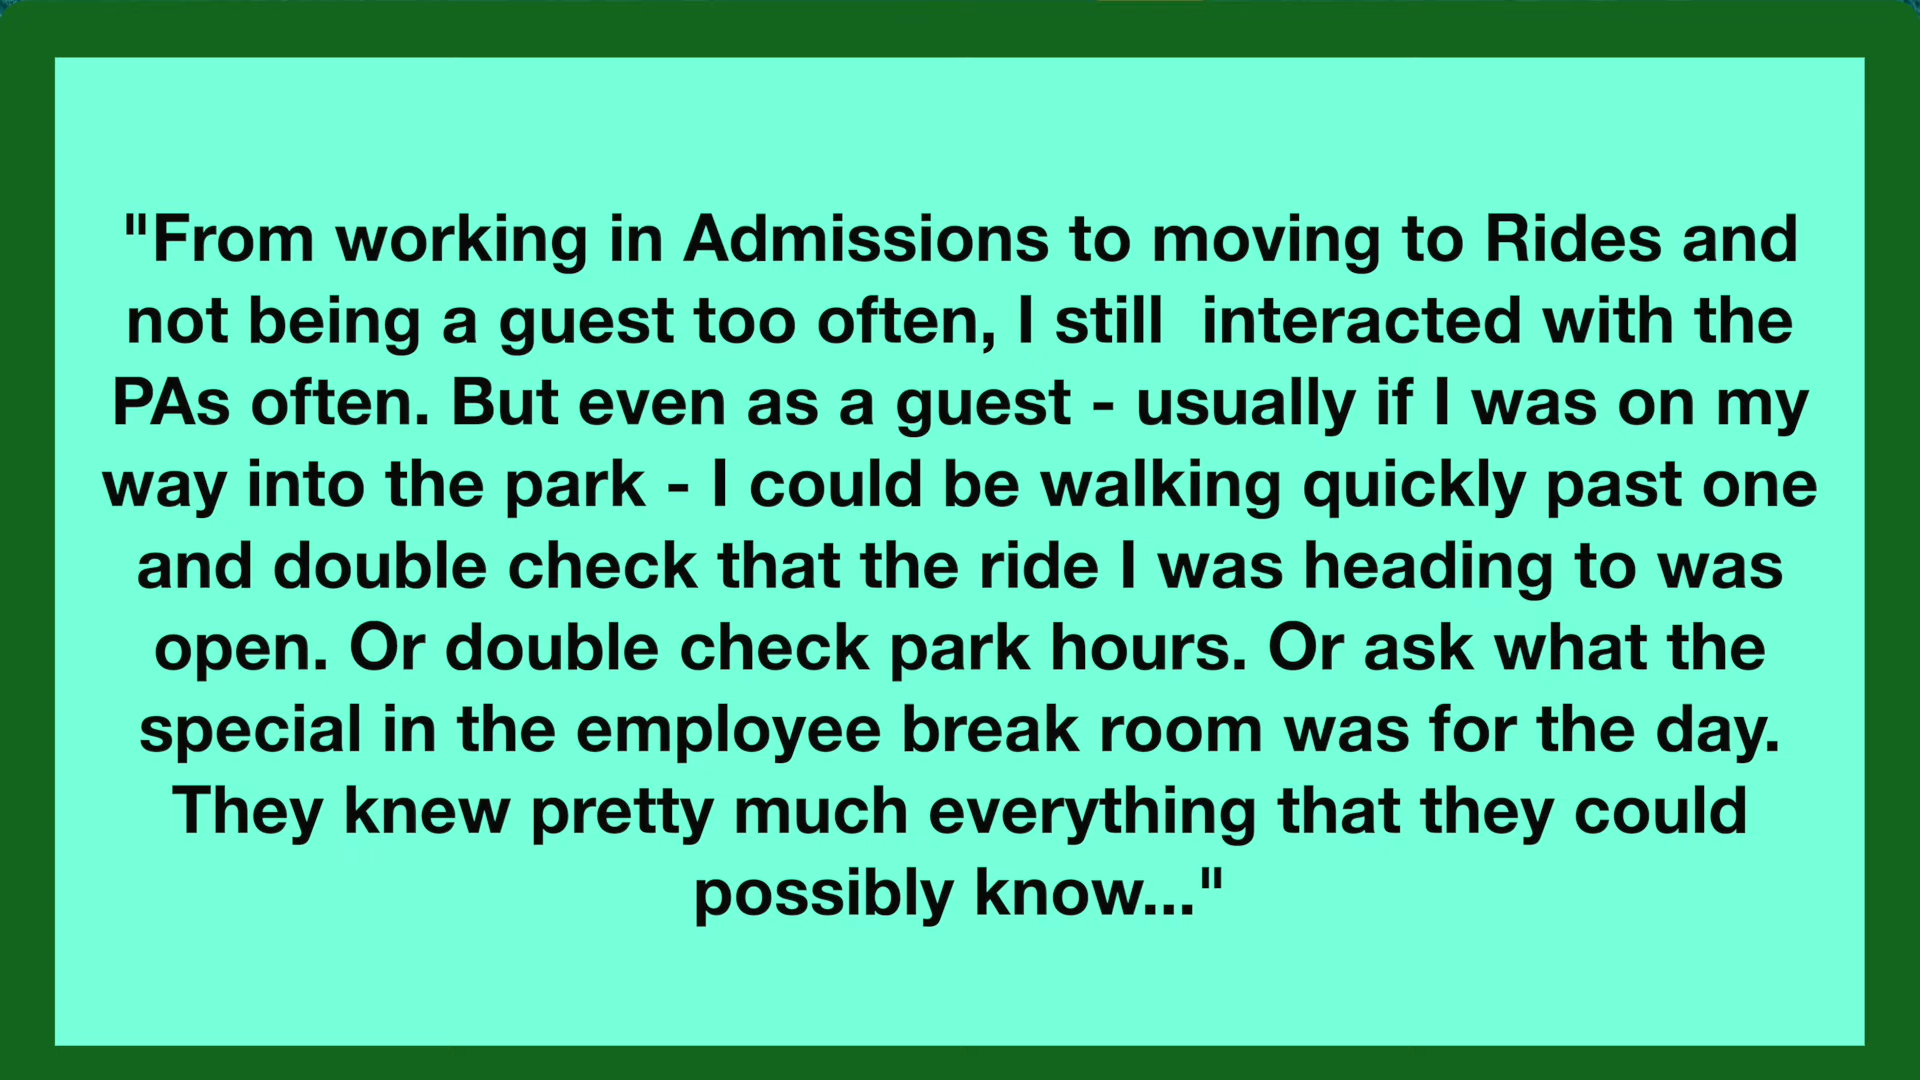 "From working in Admissions to moving to Rides and
not being a guest too often, I still  interacted with the
PAs often. But even as a guest - usually if I was on my
way into the park - I could be walking quickly past one
and double check that the ride I was heading to was
open. Or double check park hours. Or ask what the
special in the employee break room was for the day.
They knew pretty much everything that they could
possibly know..."